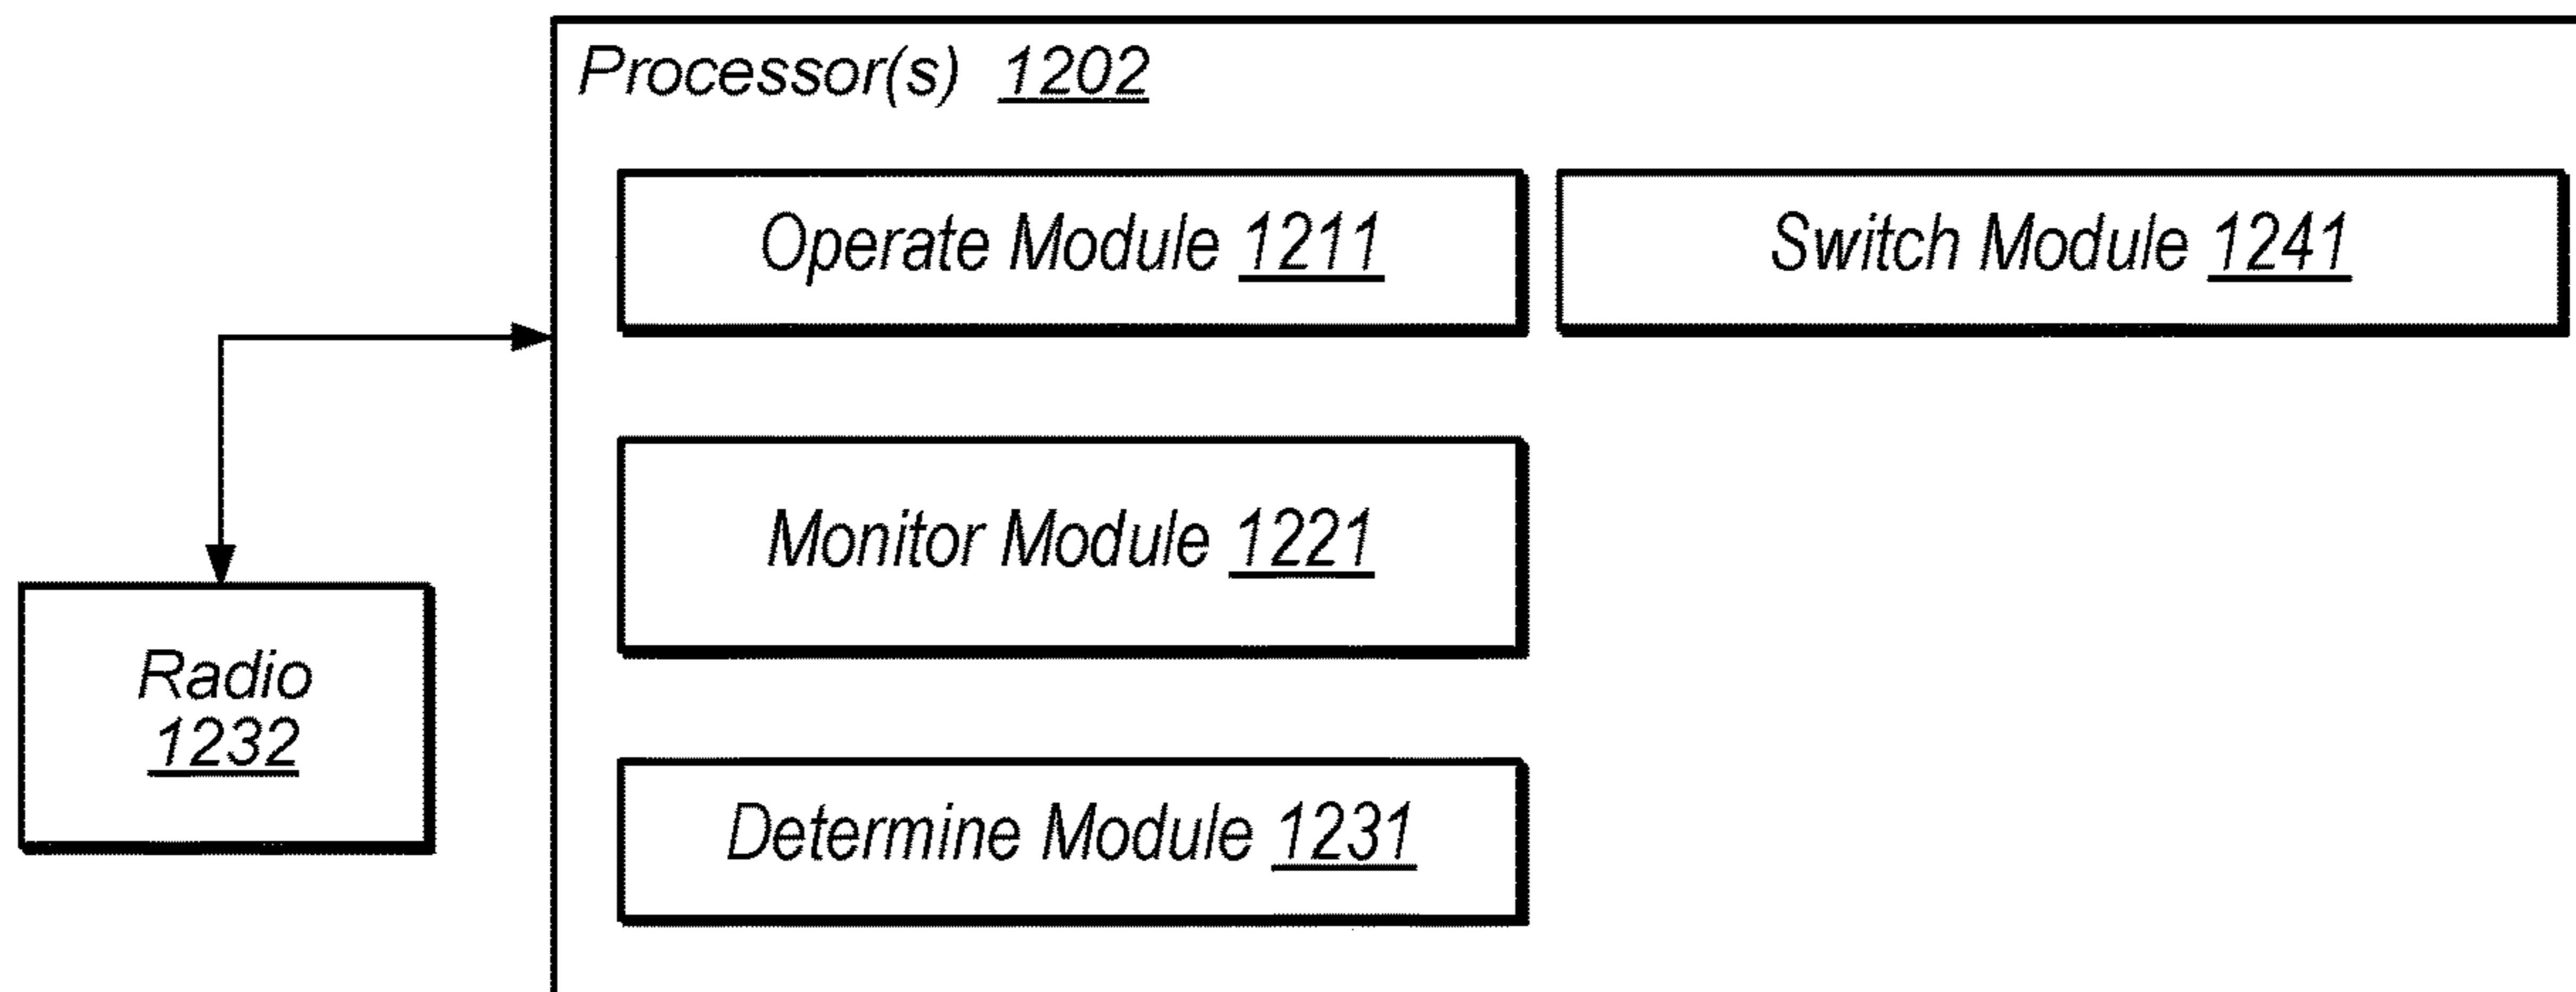 Processor(s) 1202
Operate Module 1211
Switch Module 1241
Monitor Module 1221
Radio
1232
Determine Module 1231